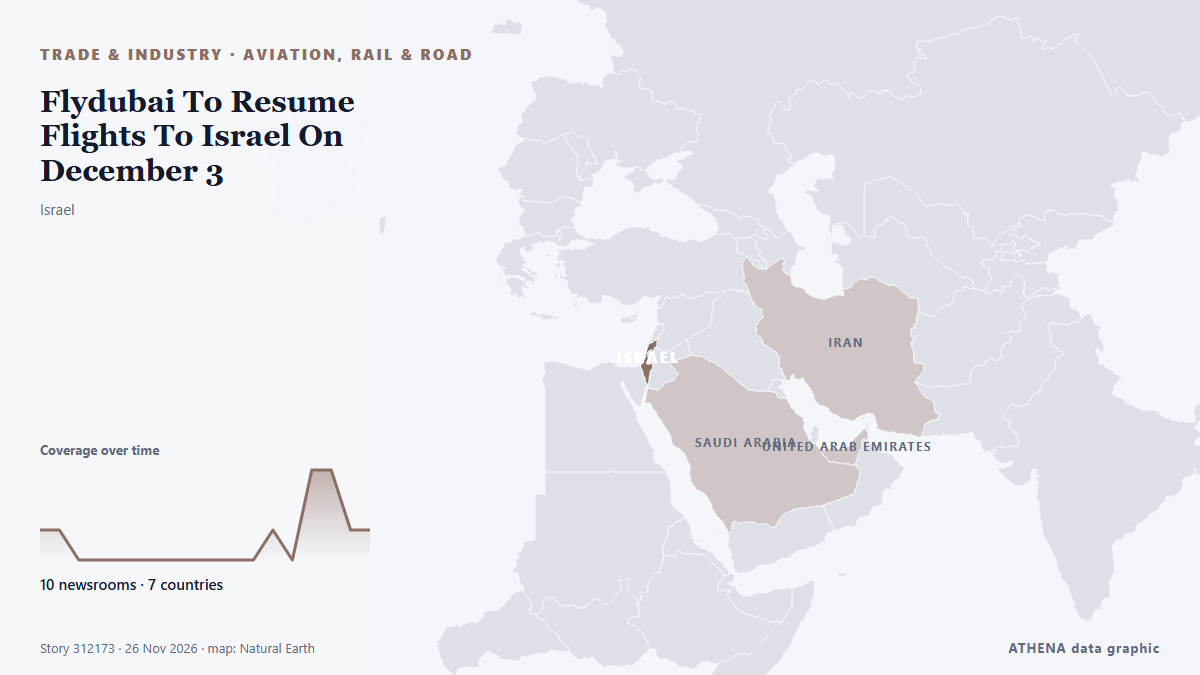 TRADE & INDUSTRY · AVIATION, RAIL & ROAD
Flydubai To Resume
Flights To Israel On
December 3
Israel
IRAN
ISRAEL
SAUDI ARABIA
UNITED ARAB EMIRATES
Coverage over time
10 newsrooms · 7 countries
Story 312173 · 26 Nov 2026 · map: Natural Earth
ATHENA data graphic